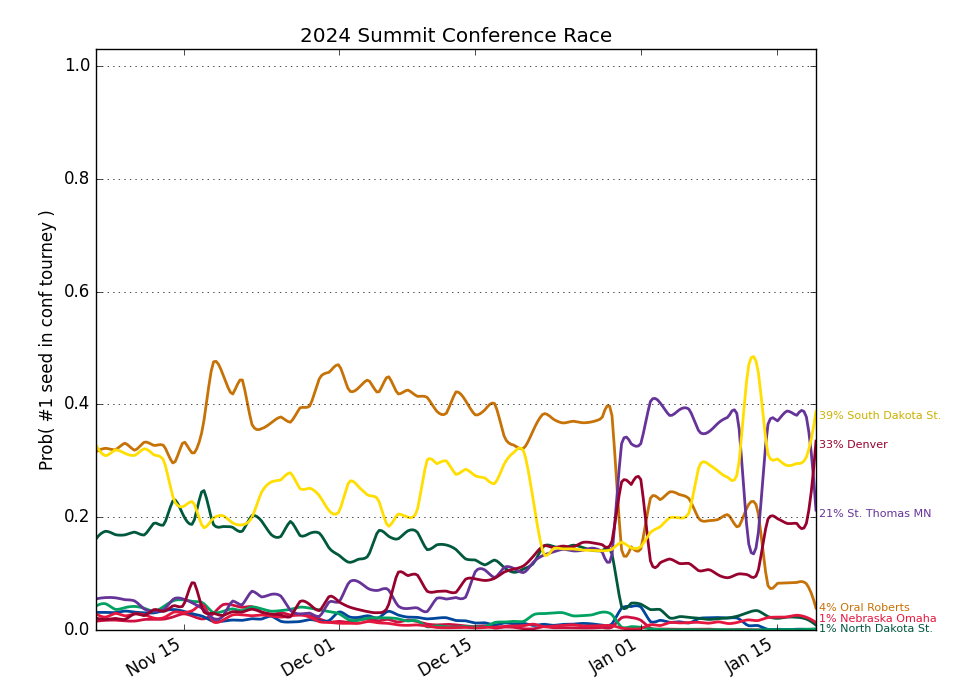 2024 Summit Conference Race
Prob( #1 seed in conf tourney )
1.0
0.8
0.6
0.4
0.2
0.0
Nov 15
Dec 01
Dec 15
Jan 01
Jan 15
39% South Dakota St.
33% Denver
21% St. Thomas MN
4% Oral Roberts
1% Nebraska Omaha
1% North Dakota St.